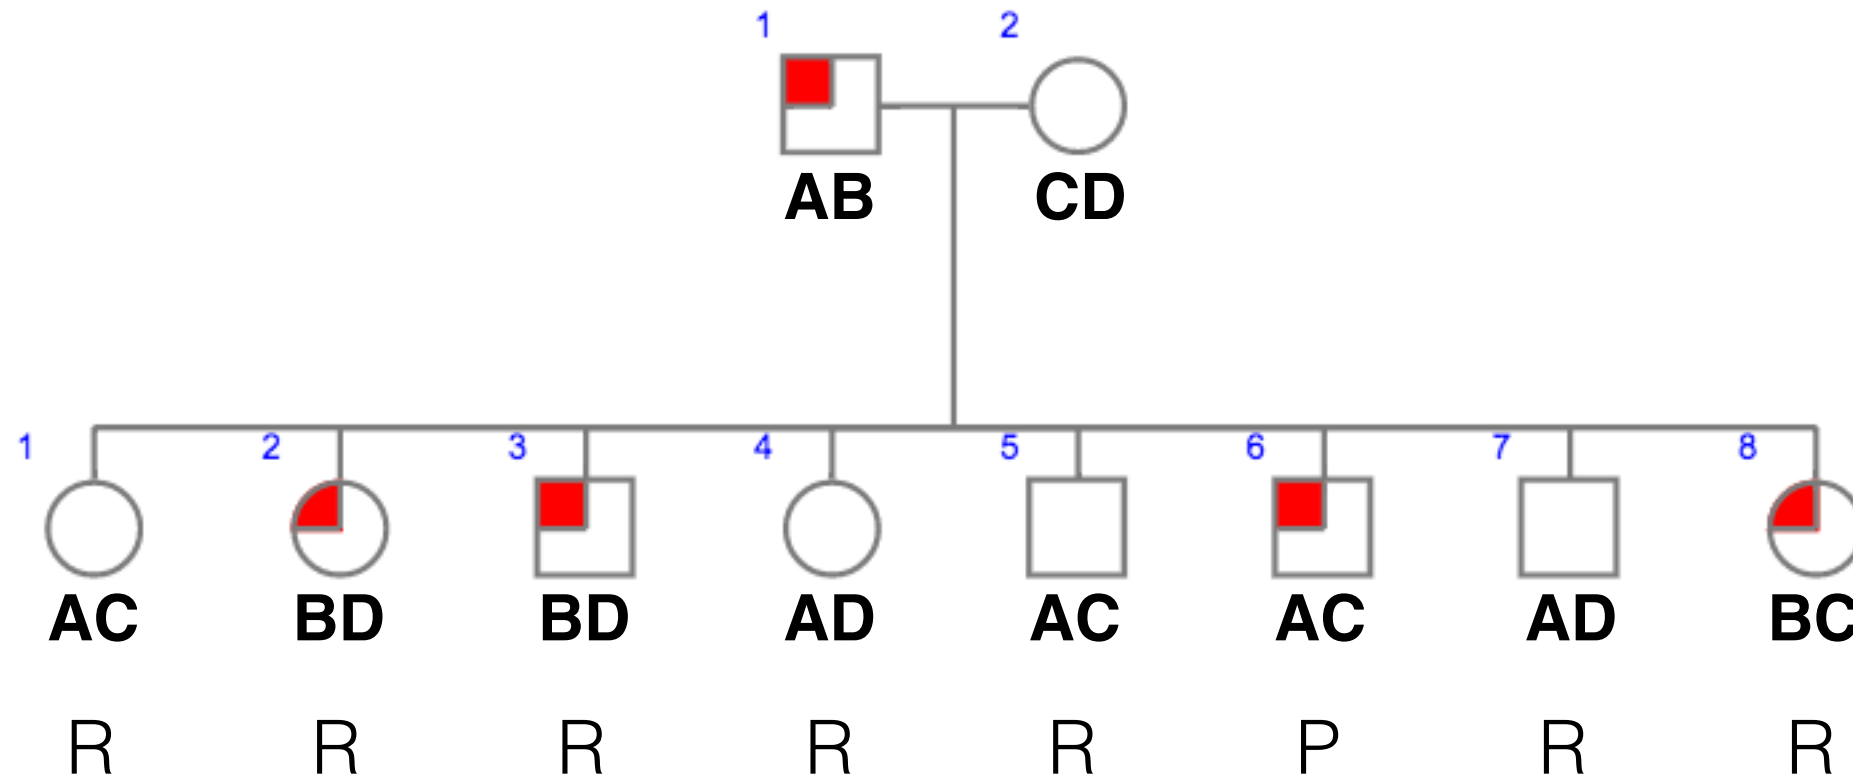 1 2
AB CD
1 2 3 4 5 6 7 8
AC BD BD AD AC AC AD BC
R R R R R P R R